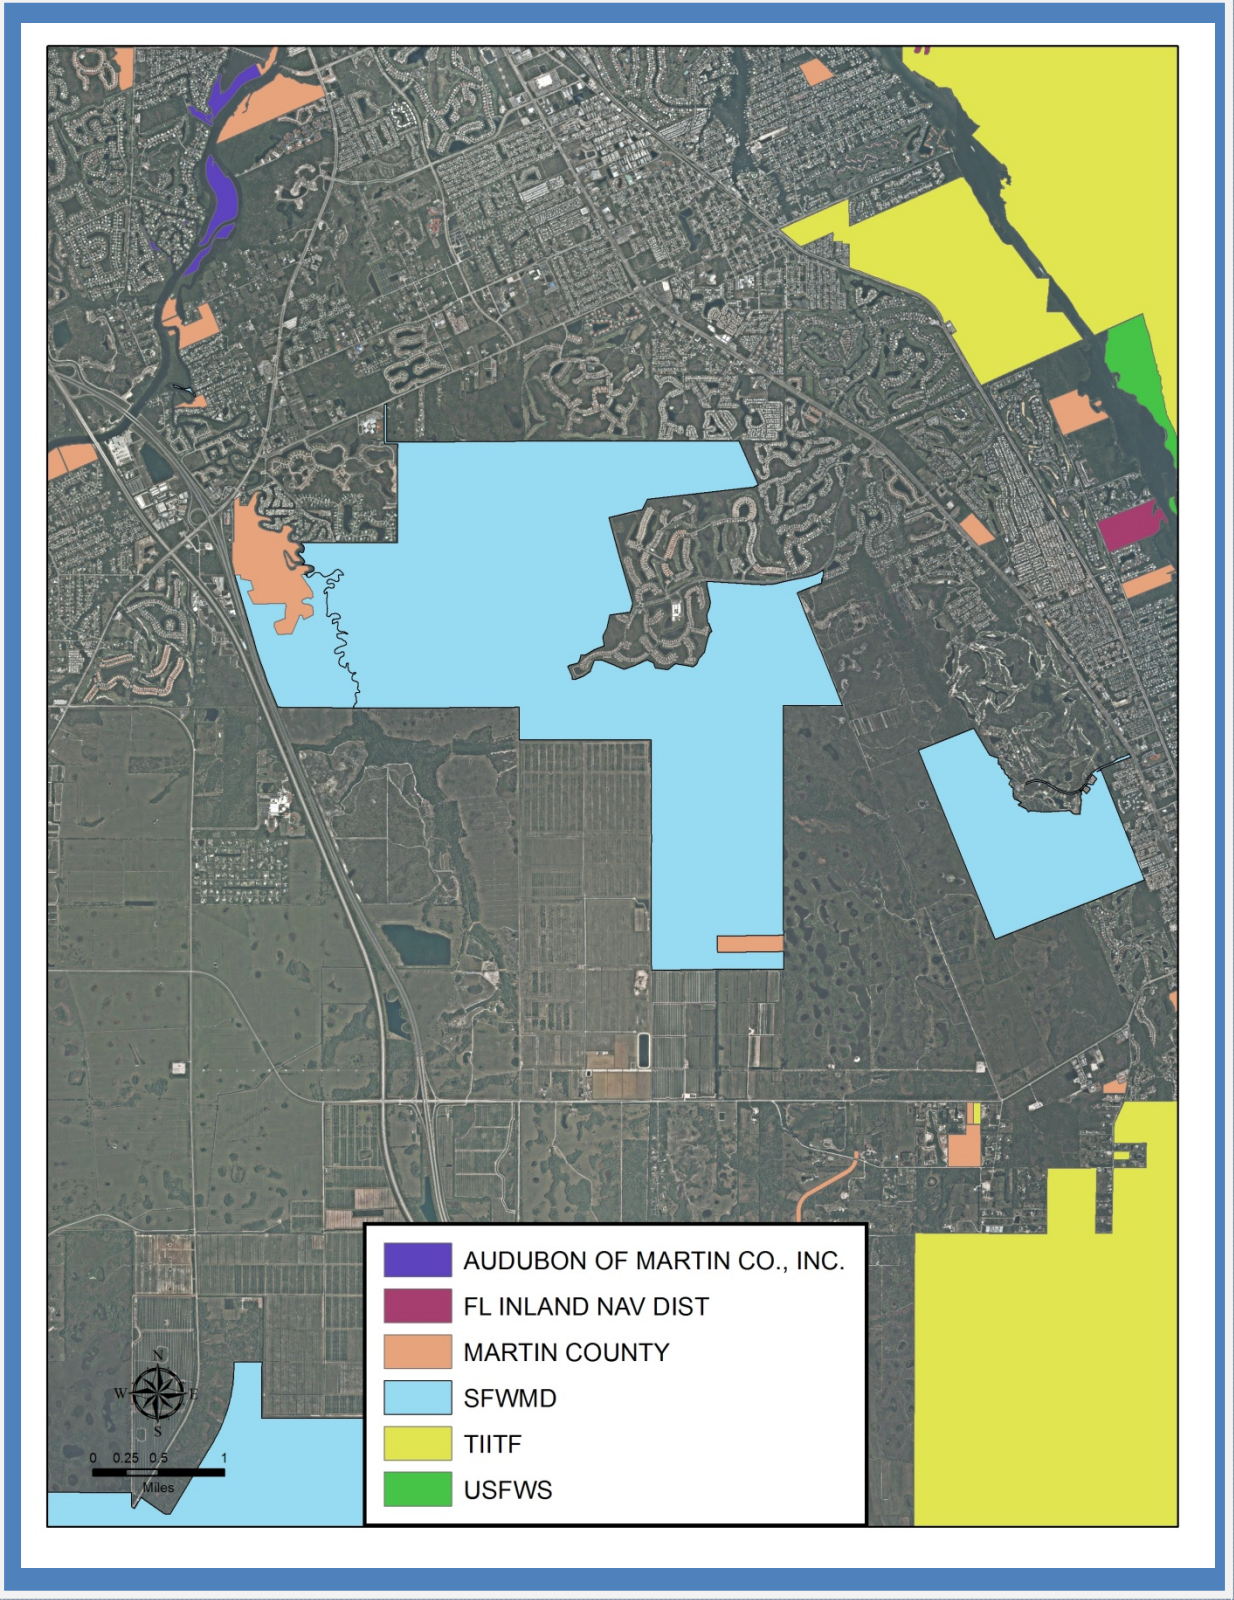 AUDUBON OF MARTIN CO., INC.
FL INLAND NAV DIST
MARTIN COUNTY
SFWMD
TIITF
USFWS
N
W E
S
0 0.25 0.5 1
Miles